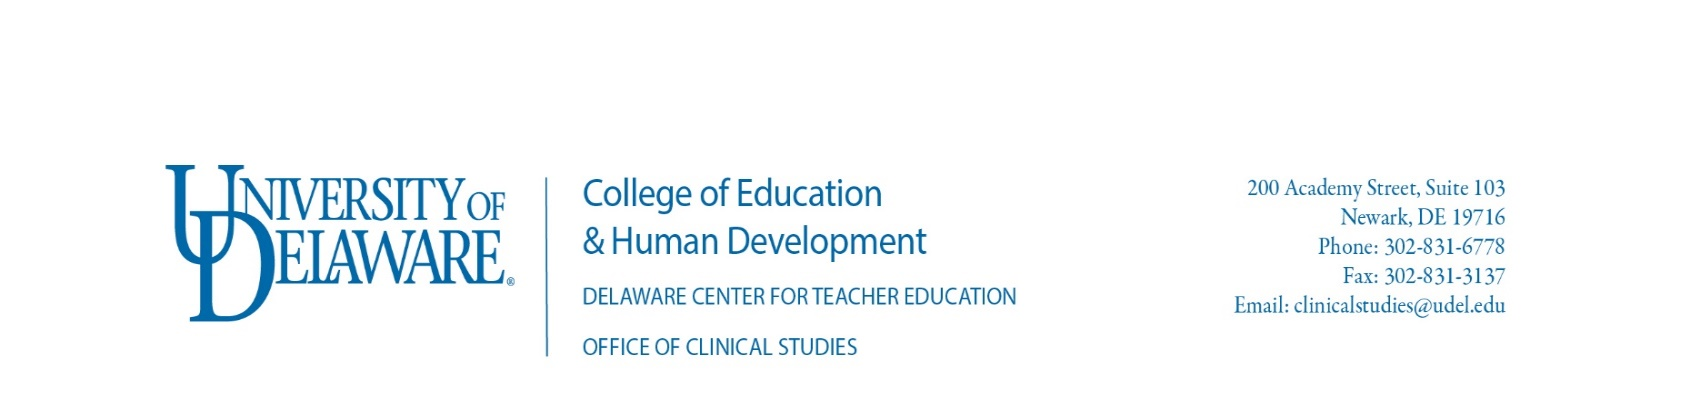 UNIVERSITY OF
DELAWARE®
College of Education
& Human Development
DELAWARE CENTER FOR TEACHER EDUCATION
OFFICE OF CLINICAL STUDIES
200 Academy Street, Suite 103
Newark, DE 19716
Phone: 302-831-6778
Fax: 302-831-3137
Email: clinicalstudies@udel.edu